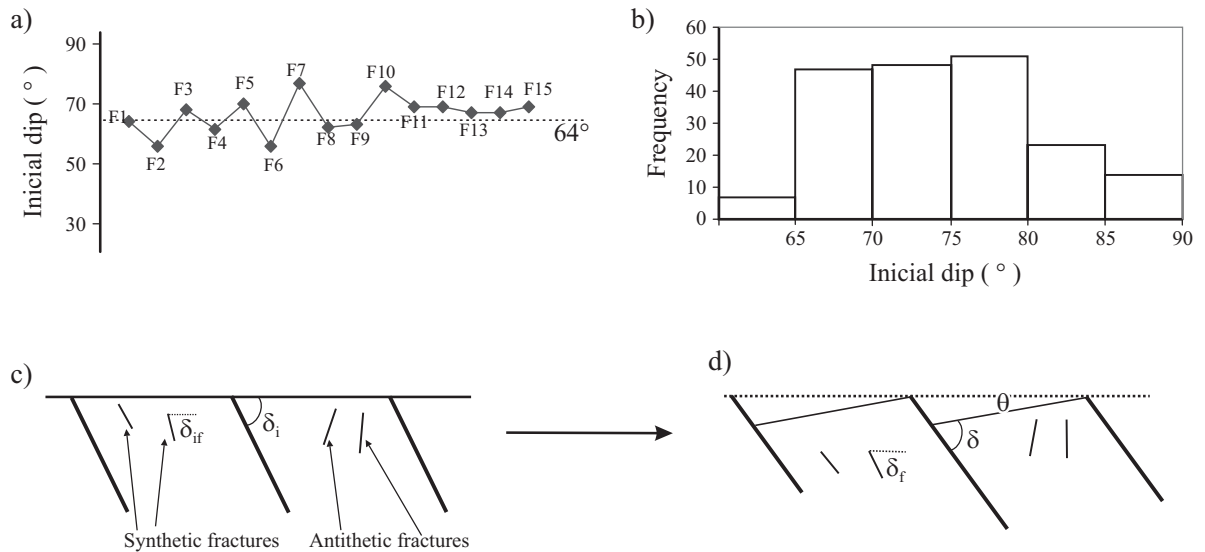 a)
90
70
50
30
Inicial dip ( ° )
F1
F2
F3
F4
F5
F6
F7
F8
F9
F10
F11
F12
F13
F14
F15
64°
b)
60
50
40
30
20
10
0
Frequency
65
70
75
80
85
90
Inicial dip ( ° )
c)
δif
δi
Synthetic fractures
Antithetic fractures
d)
θ
δ
δf